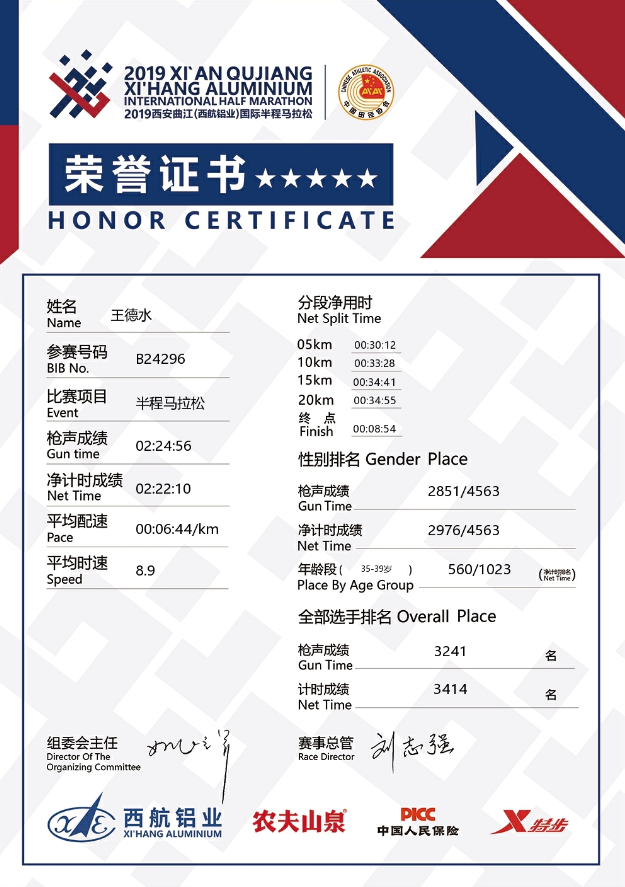 2019 XI'AN QUJIANG
XI'HANG ALUMINIUM
INTERNATIONAL HALF MARATHON
2019西安曲江(西航铝业)国际半程马拉松
CHINESE ATHLETIC ASSOCIATION
中国田径协会
荣誉证书★★★★★
HONOR CERTIFICATE
姓名
Name 王德水
参赛号码
BIB No. B24296
比赛项目
Event 半程马拉松
枪声成绩
Gun time 02:24:56
净计时成绩
Net Time 02:22:10
平均配速
Pace 00:06:44/km
平均时速
Speed 8.9
分段净用时
Net Split Time
05km 00:30:12
10km 00:33:28
15km 00:34:41
20km 00:34:55
终 点
Finish 00:08:54
性别排名 Gender Place
枪声成绩
Gun Time 2851/4563
净计时成绩
Net Time 2976/4563
年龄段( 35-39岁 ) 560/1023 (净计时排名)
Place By Age Group (Net Time)
全部选手排名 Overall Place
枪声成绩 3241 名
Gun Time
计时成绩 3414 名
Net Time
组委会主任
Director Of The
Organizing Committee
赛事总管
Race Director 刘志强
西航铝业
XI'HANG ALUMINIUM
农夫山泉
PICC
中国人民保险
X特步